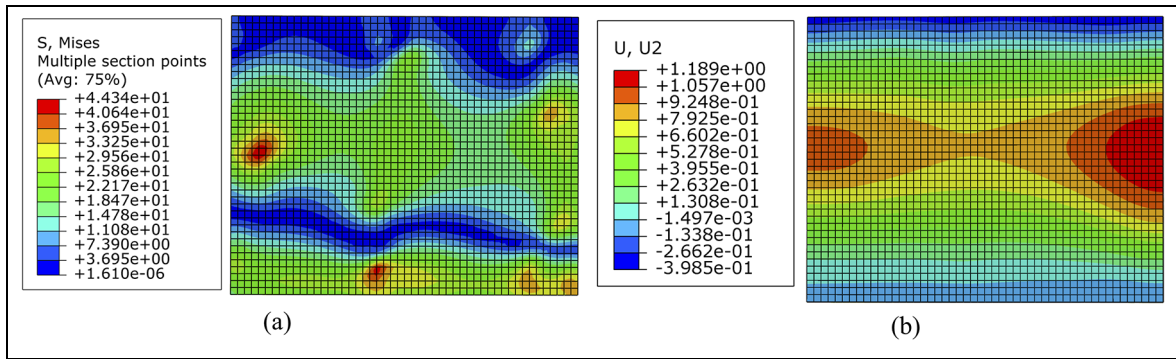 S, Mises
Multiple section points
(Avg: 75%)
+4.434e+01
+4.064e+01
+3.695e+01
+3.325e+01
+2.956e+01
+2.586e+01
+2.217e+01
+1.847e+01
+1.478e+01
+1.108e+01
+7.390e+00
+3.695e+00
+1.610e-06
(a)
U, U2
+1.189e+00
+1.057e+00
+9.248e-01
+7.925e-01
+6.602e-01
+5.278e-01
+3.955e-01
+2.632e-01
+1.308e-01
-1.497e-03
-1.338e-01
-2.662e-01
-3.985e-01
(b)